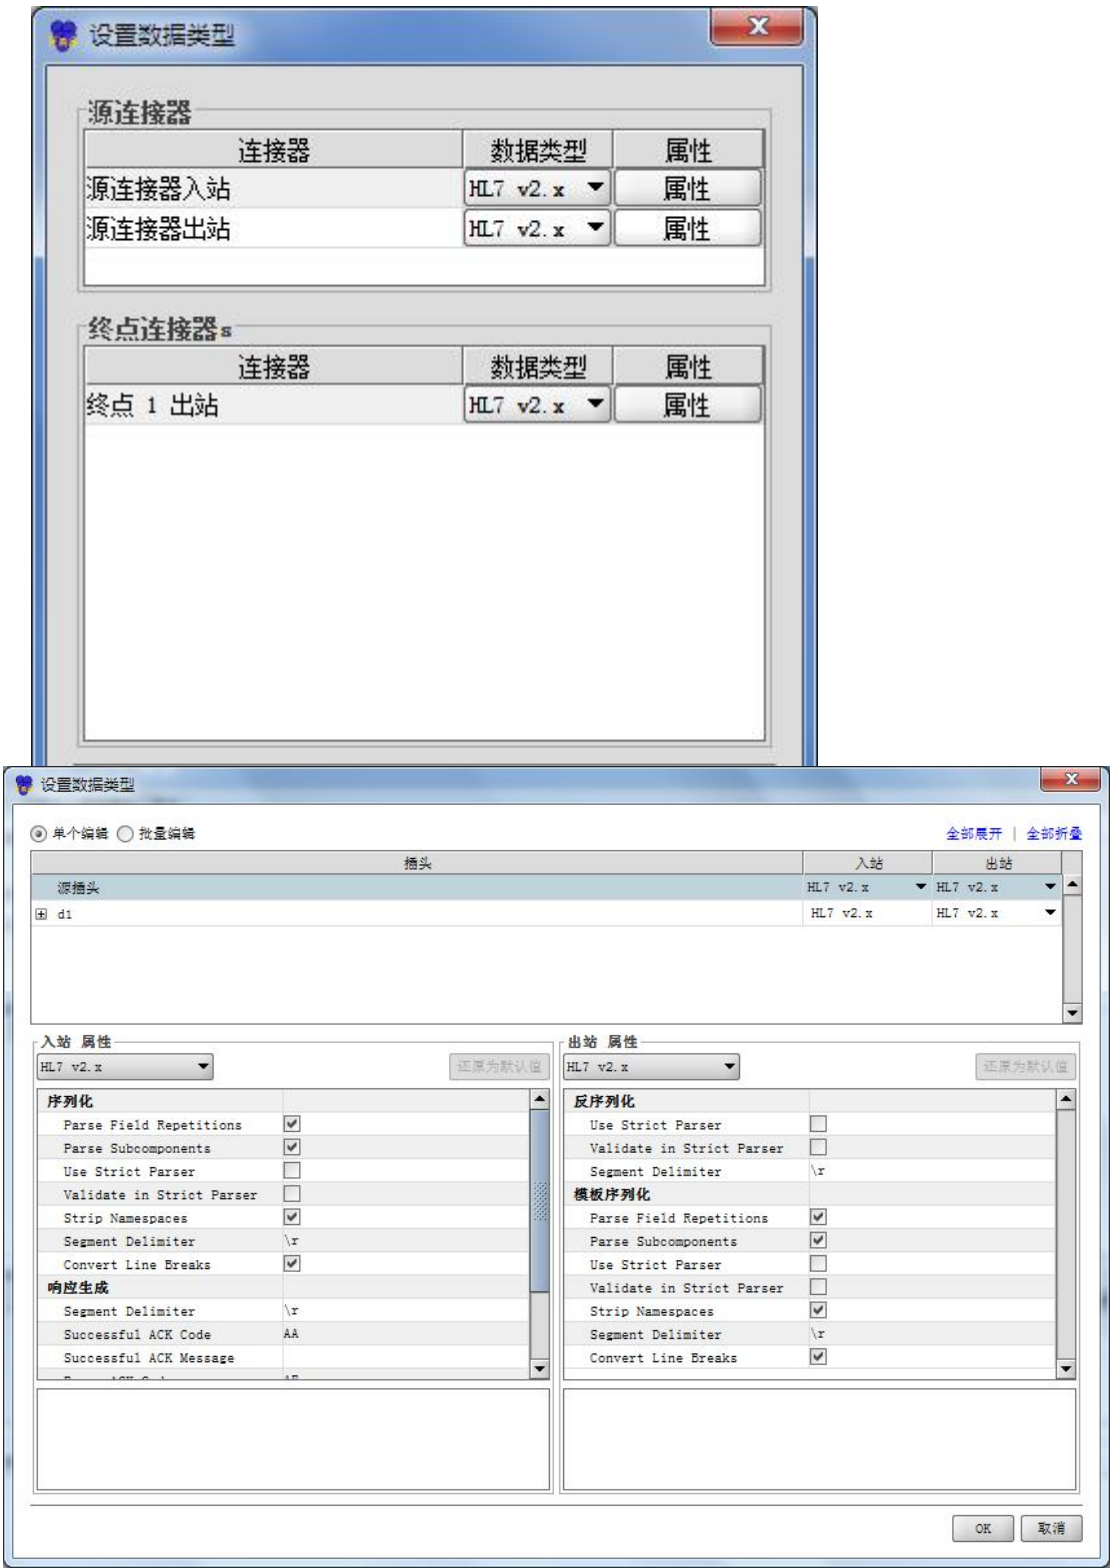 设置数据类型
源连接器
连接器 数据类型 属性
源连接器入站 HL7 v2.x 属性
源连接器出站 HL7 v2.x 属性
终点连接器s
连接器 数据类型 属性
终点 1 出站 HL7 v2.x 属性
设置数据类型
单个编辑 批量编辑 全部展开 | 全部折叠
插头 入站 出站
源插头 HL7 v2.x HL7 v2.x
d1 HL7 v2.x HL7 v2.x
入站 属性 出站 属性
HL7 v2.x 还原为默认值 HL7 v2.x 还原为默认值
序列化 反序列化
Parse Field Repetitions Use Strict Parser
Parse Subcomponents Validate in Strict Parser
Use Strict Parser Segment Delimiter \r
Validate in Strict Parser 模板序列化
Strip Namespaces Parse Field Repetitions
Segment Delimiter \r Parse Subcomponents
Convert Line Breaks Use Strict Parser
响应生成 Validate in Strict Parser
Segment Delimiter \r Strip Namespaces
Successful ACK Code AA Segment Delimiter \r
Successful ACK Message Convert Line Breaks
OK 取消